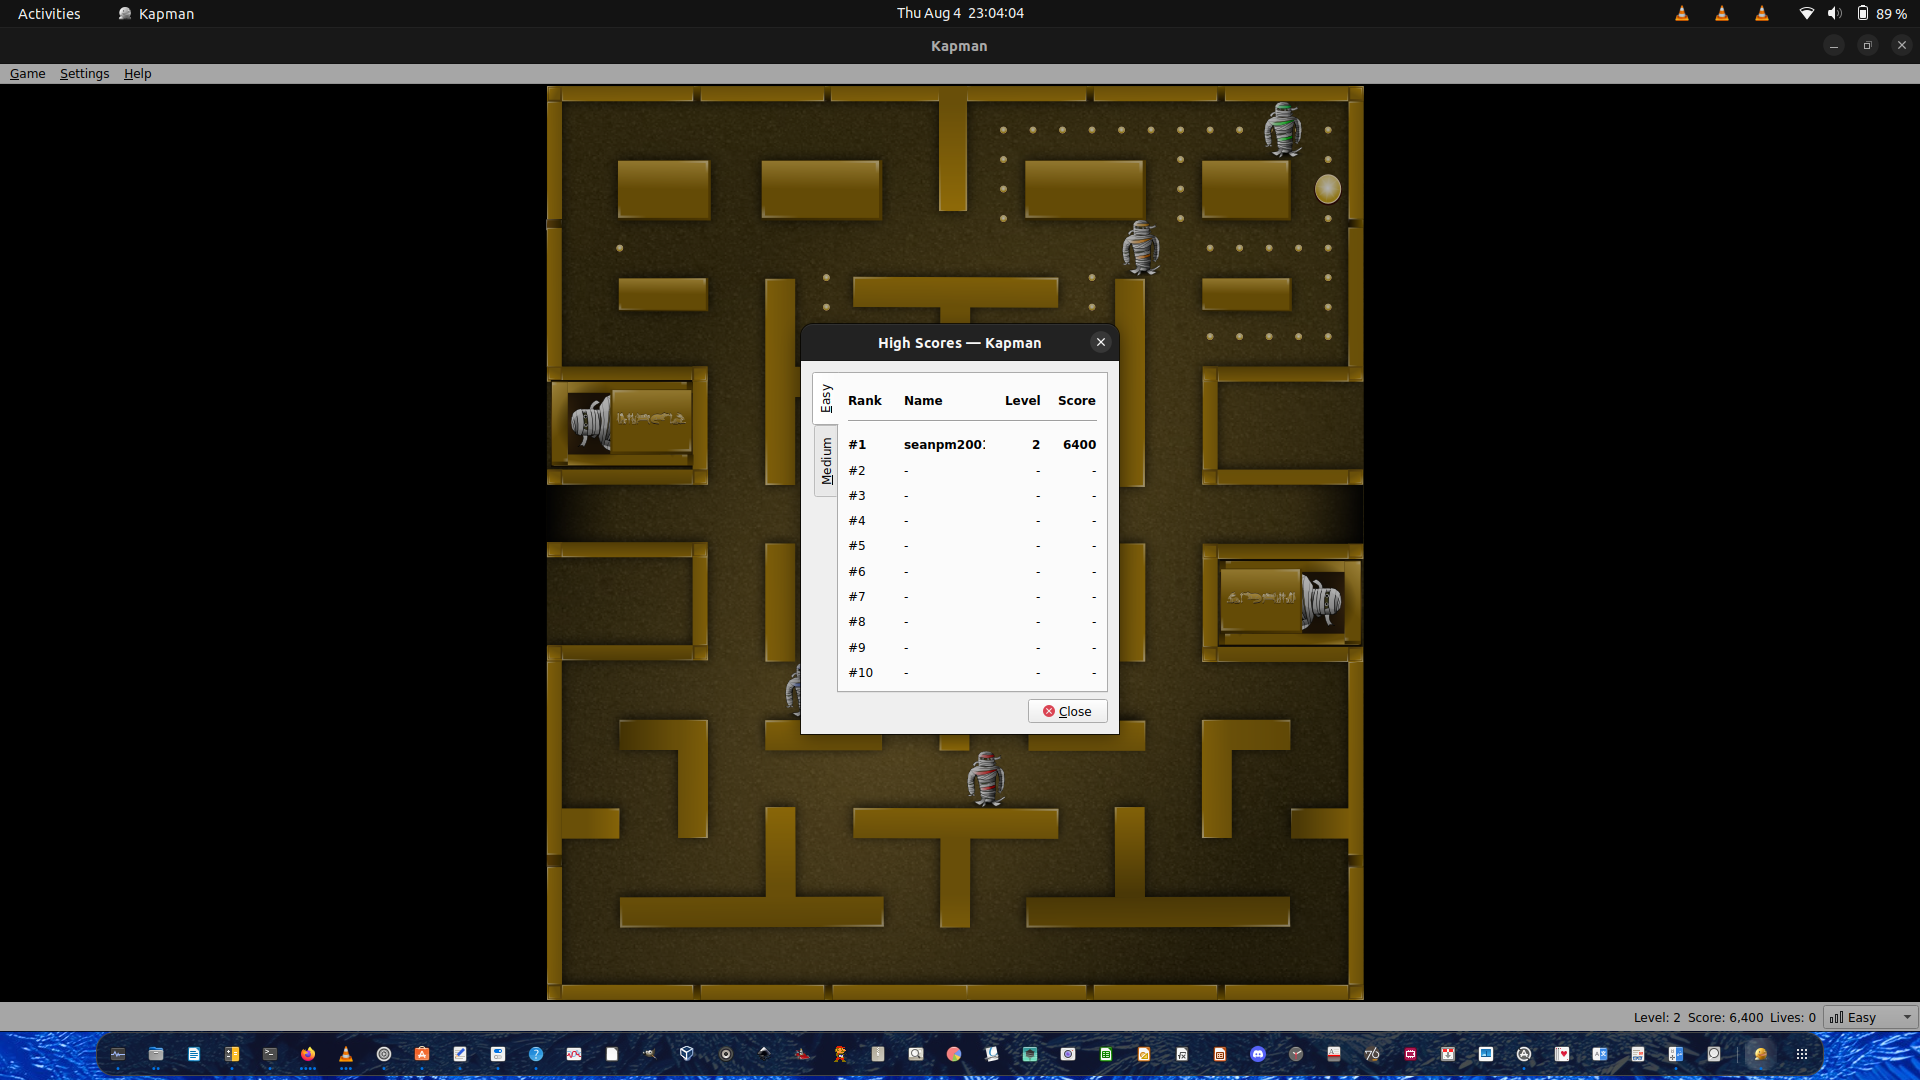 Activities Kapman Thu Aug 4 23:04:04 89 %
Kapman
Game Settings Help
High Scores — Kapman
Easy
Medium
Rank Name Level Score
#1 seanpm200 2 6400
#2 - - -
#3 - - -
#4 - - -
#5 - - -
#6 - - -
#7 - - -
#8 - - -
#9 - - -
#10 - - -
Close
Level: 2 Score: 6,400 Lives: 0 Easy